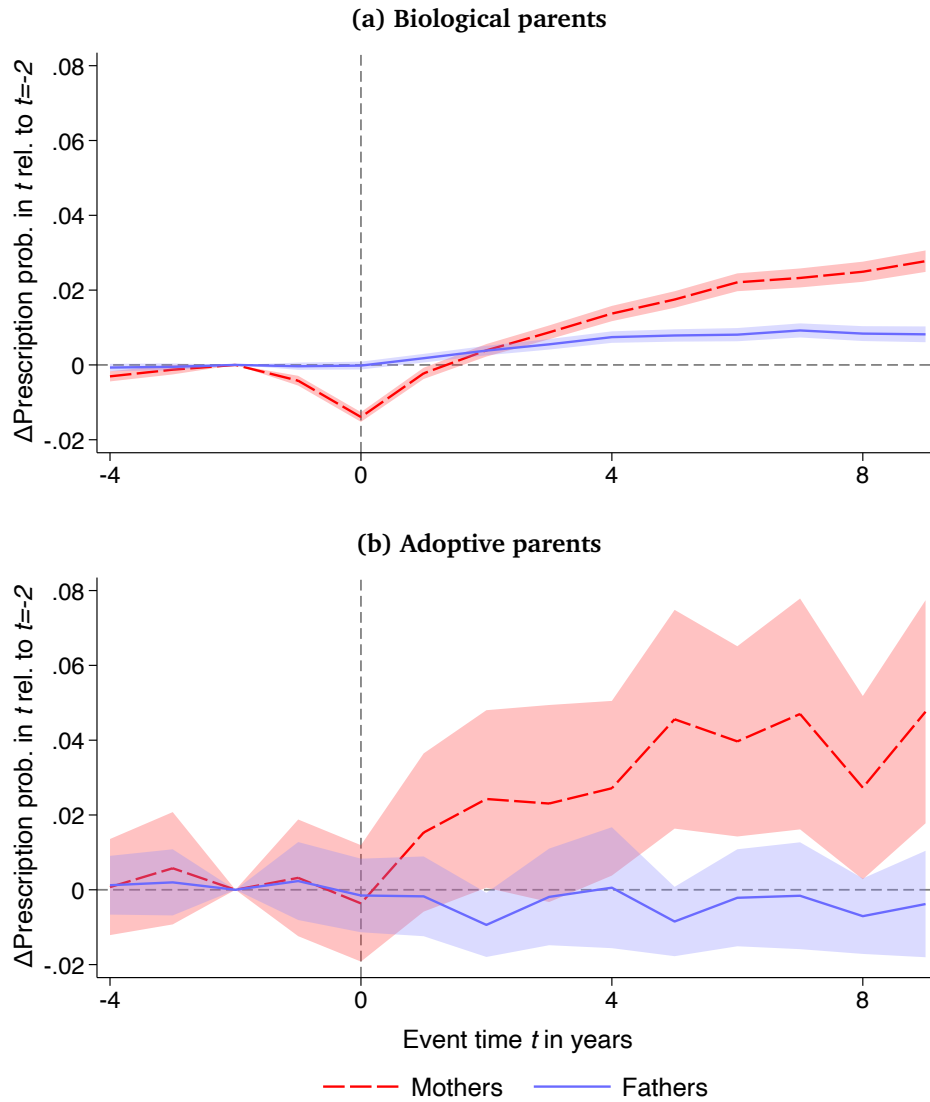 (a) Biological parents
ΔPrescription prob. in t rel. to t=-2
.08
.06
.04
.02
0
-.02
-4
0
4
8
(b) Adoptive parents
ΔPrescription prob. in t rel. to t=-2
.08
.06
.04
.02
0
-.02
-4
0
4
8
Event time t in years
Mothers
Fathers